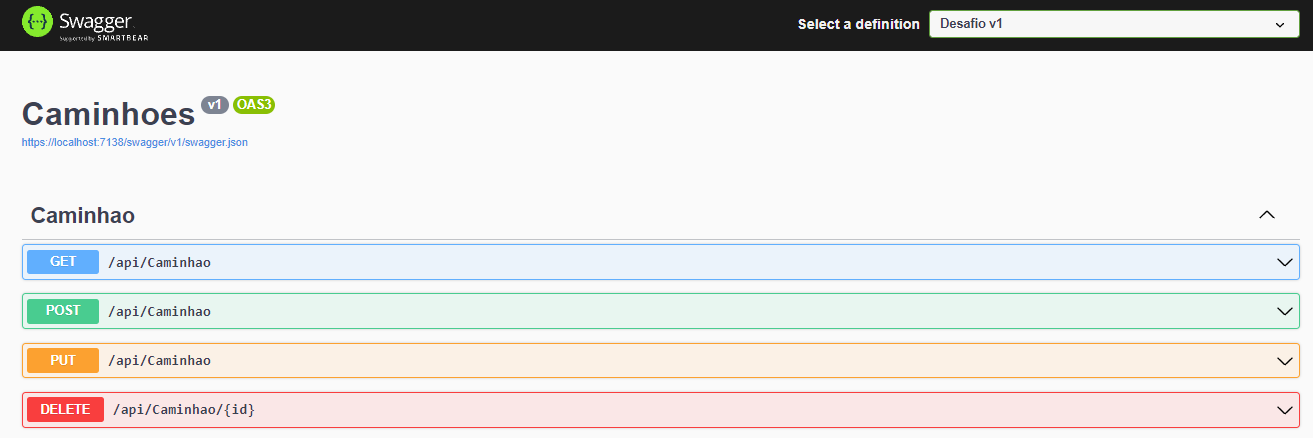 Swagger
Supported by SMARTBEAR
Select a definition
Desafio v1
Caminhoes v1 OAS3
https://localhost:7138/swagger/v1/swagger.json
Caminhao
GET /api/Caminhao
POST /api/Caminhao
PUT /api/Caminhao
DELETE /api/Caminhao/{id}